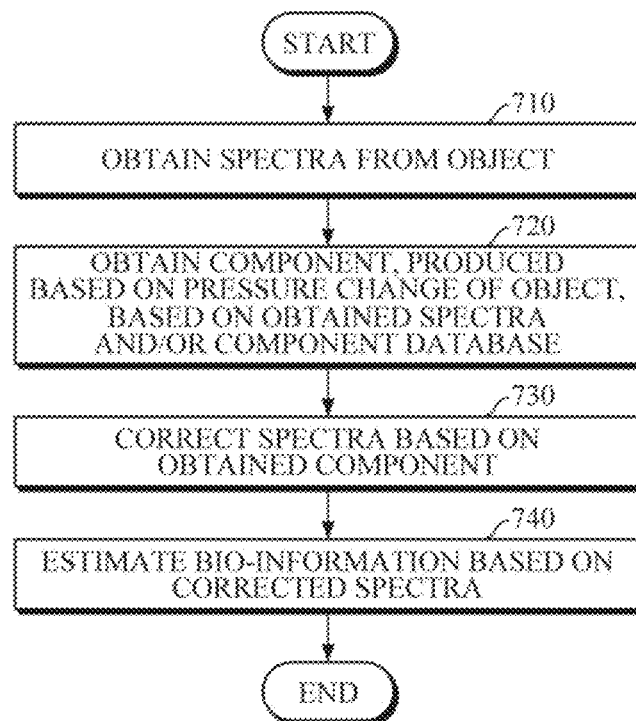 START
710
OBTAIN SPECTRA FROM OBJECT
720
OBTAIN COMPONENT, PRODUCED
BASED ON PRESSURE CHANGE OF OBJECT,
BASED ON OBTAINED SPECTRA
AND/OR COMPONENT DATABASE
730
CORRECT SPECTRA BASED ON
OBTAINED COMPONENT
740
ESTIMATE BIO-INFORMATION BASED ON
CORRECTED SPECTRA
END